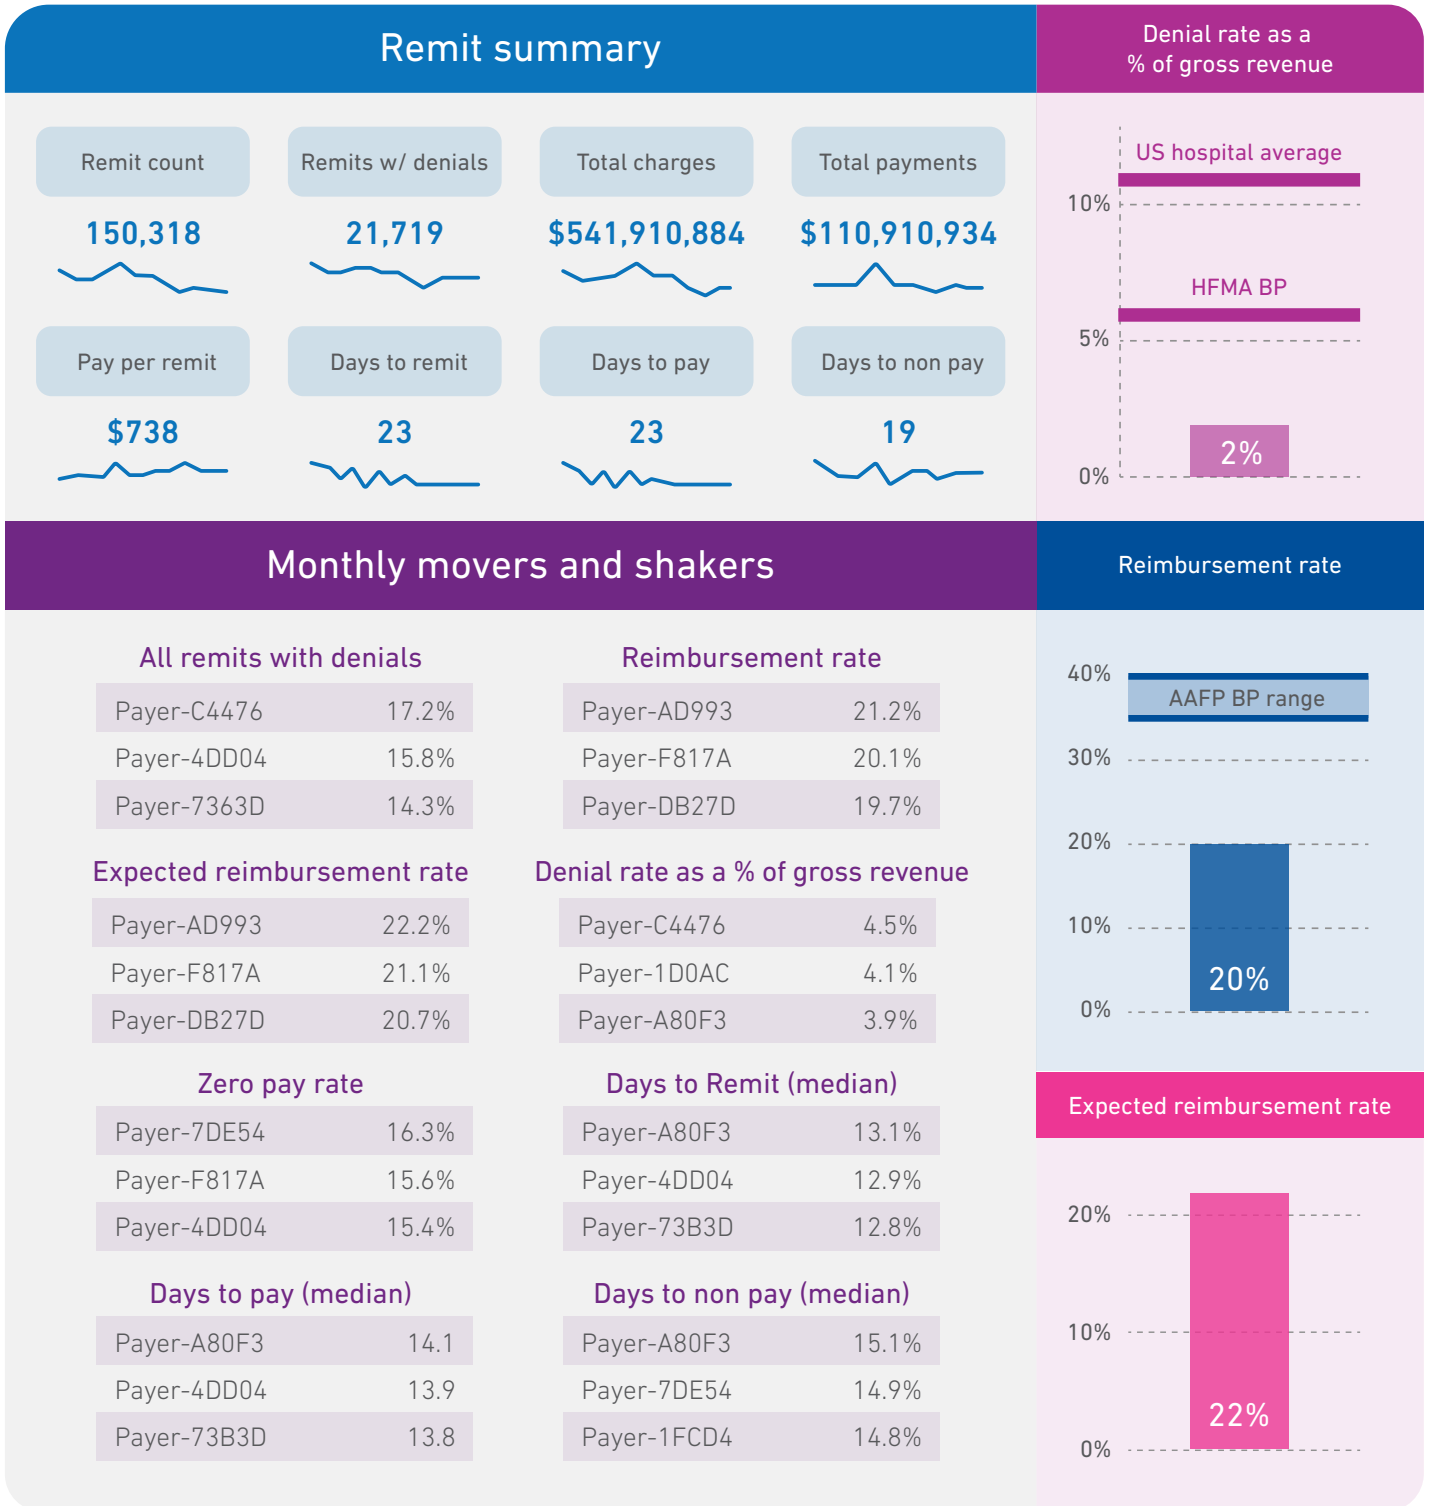 Remit summary
Remit count
Remits w/ denials
Total charges
Total payments
150,318
21,719
$541,910,884
$110,910,934
Pay per remit
Days to remit
Days to pay
Days to non pay
$738
23
23
19
Denial rate as a
% of gross revenue
US hospital average
10%
HFMA BP
5%
2%
0%
Monthly movers and shakers
All remits with denials
Payer-C4476 17.2%
Payer-4DD04 15.8%
Payer-7363D 14.3%
Reimbursement rate
Payer-AD993 21.2%
Payer-F817A 20.1%
Payer-DB27D 19.7%
Expected reimbursement rate
Payer-AD993 22.2%
Payer-F817A 21.1%
Payer-DB27D 20.7%
Denial rate as a % of gross revenue
Payer-C4476 4.5%
Payer-1D0AC 4.1%
Payer-A80F3 3.9%
Zero pay rate
Payer-7DE54 16.3%
Payer-F817A 15.6%
Payer-4DD04 15.4%
Days to Remit (median)
Payer-A80F3 13.1%
Payer-4DD04 12.9%
Payer-73B3D 12.8%
Days to pay (median)
Payer-A80F3 14.1
Payer-4DD04 13.9
Payer-73B3D 13.8
Days to non pay (median)
Payer-A80F3 15.1%
Payer-7DE54 14.9%
Payer-1FCD4 14.8%
Reimbursement rate
40%
AAFP BP range
30%
20%
10%
20%
0%
Expected reimbursement rate
20%
10%
22%
0%